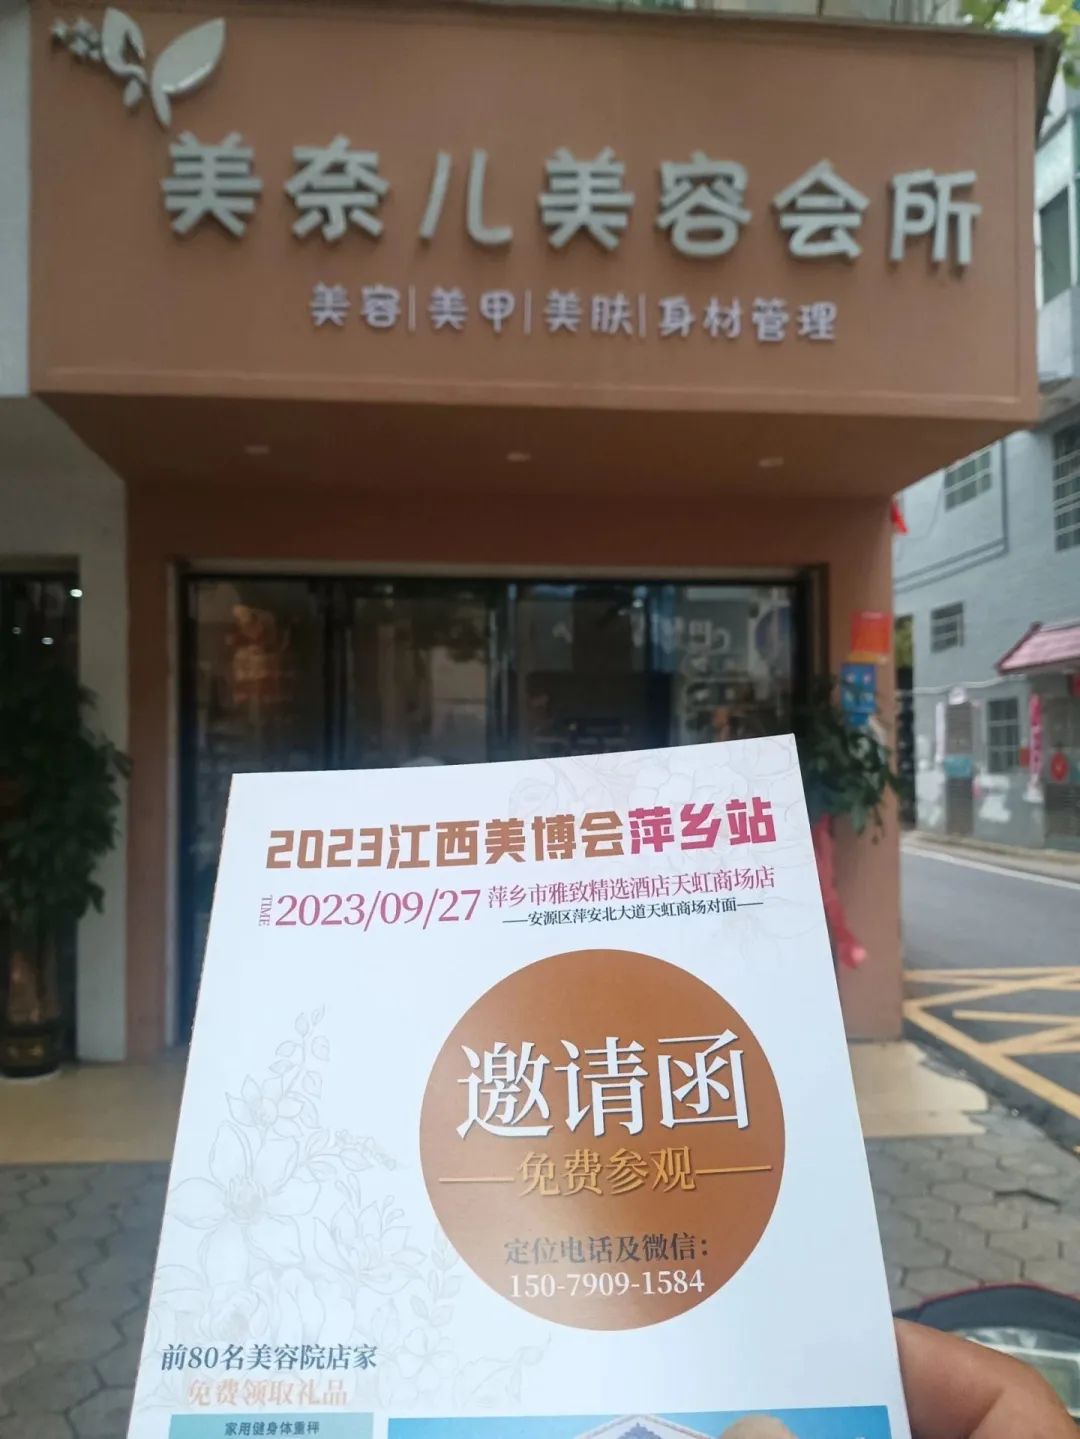 美奈儿美容会所
美容|美甲|美肤|身材管理
2023江西美博会萍乡站
TIME 2023/09/27 萍乡市雅致精选酒店天虹商场店
——安源区萍安北大道天虹商场对面——
邀请函
——免费参观——
定位电话及微信：
150-7909-1584
前80名美容院店家
免费领取礼品
家用健身体重秤